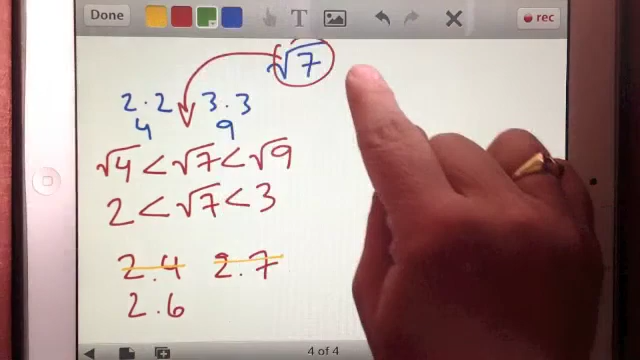 Done T rec
√7
2.2 3.3
4 9
√4 < √7 < √9
2 < √7 < 3
2.4 2.7
2.6
4 of 4